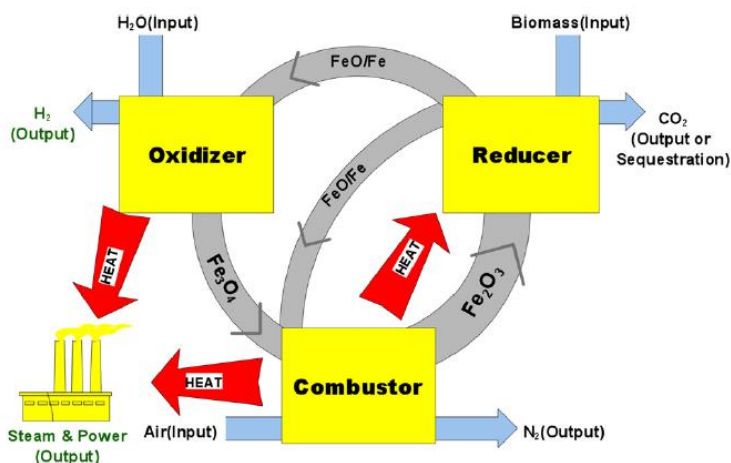 H₂O(Input)
Biomass(Input)
FeO/Fe
H₂
(Output)
Oxidizer
Reducer
CO₂
(Output or
Sequestration)
FeO/Fe
HEAT
HEAT
Fe₃O₄
Fe₂O₃
Combustor
HEAT
Steam & Power
(Output)
Air(Input)
N₂(Output)